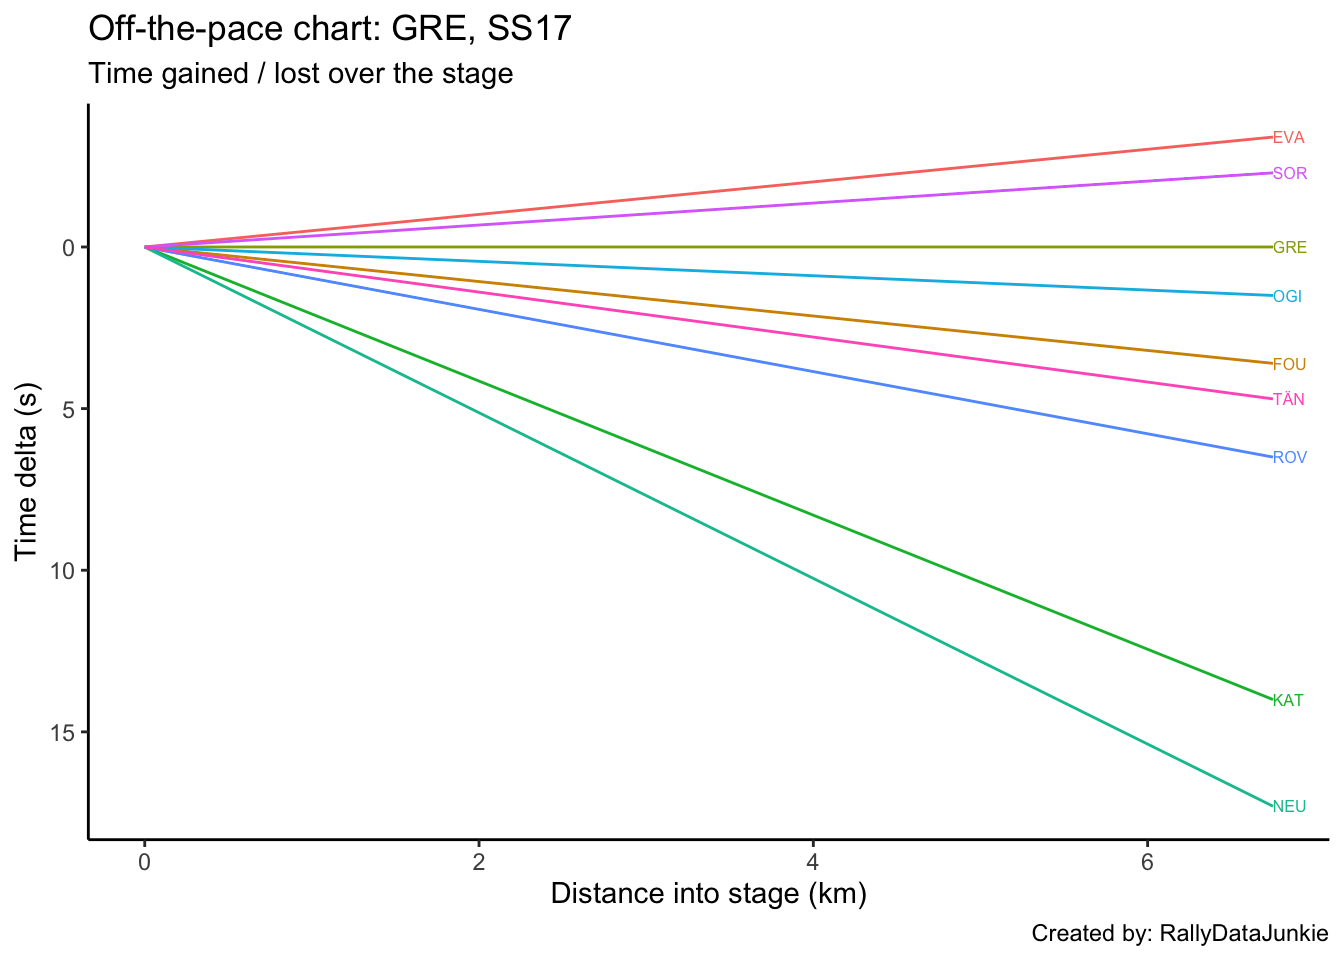 Off-the-pace chart: GRE, SS17
Time gained / lost over the stage
EVA
SOR
0
GRE
OGI
FOU
TÄN
5
ROV
Time delta (s)
10
KAT
15
NEU
0 2 4 6
Distance into stage (km)
Created by: RallyDataJunkie